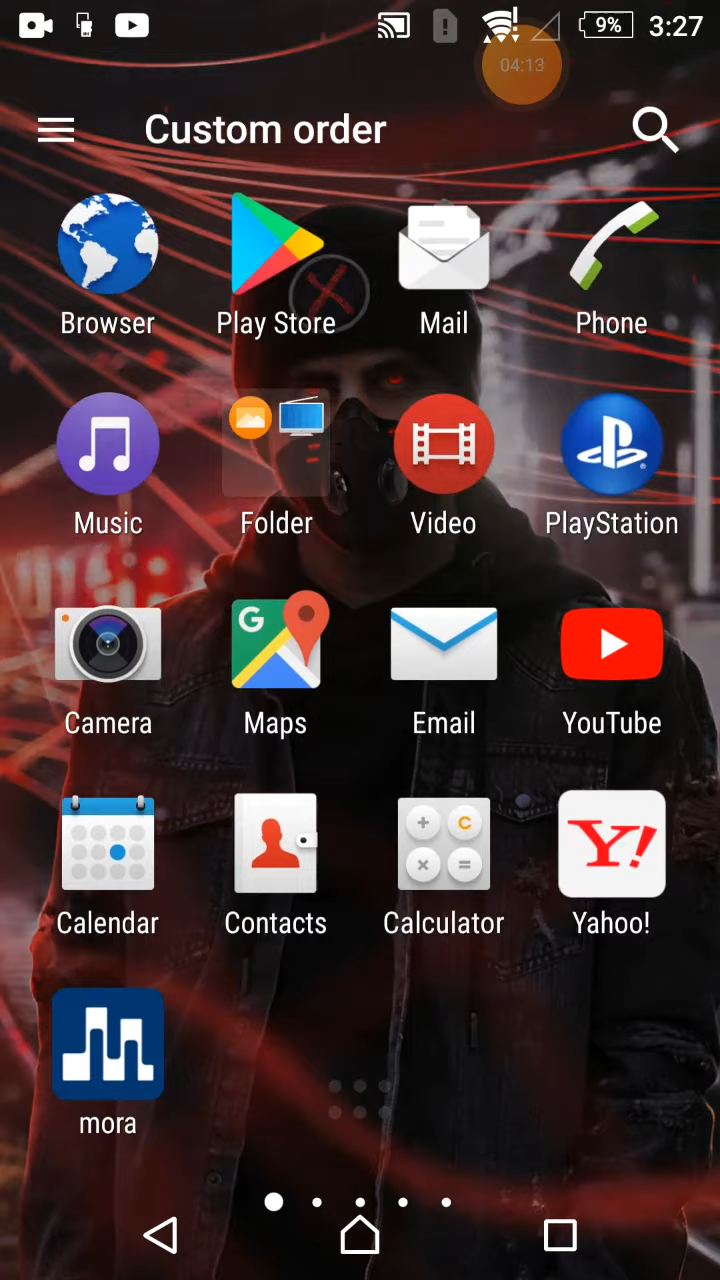 9% 3:27
04:13
Custom order
Browser Play Store Mail Phone
Music Folder Video PlayStation
G
Camera Maps Email YouTube
+ C
× =
Y!
Calendar Contacts Calculator Yahoo!
mora